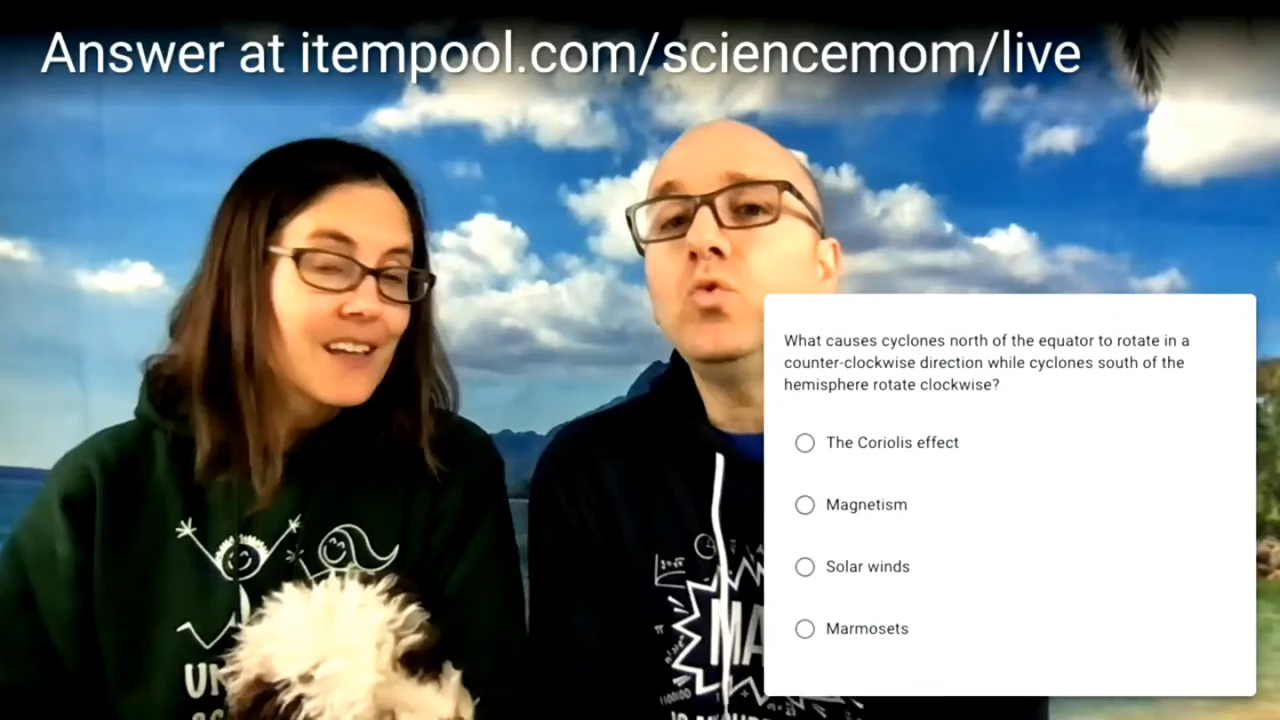 Answer at itempool.com/sciencemom/live
What causes cyclones north of the equator to rotate in a
counter-clockwise direction while cyclones south of the
hemisphere rotate clockwise?
The Coriolis effect
Magnetism
Solar winds
Marmosets